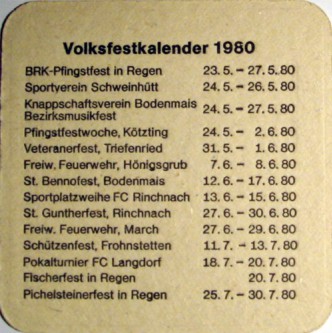 Volksfestkalender 1980
BRK-Pfingstfest in Regen 23.5.– 27.5.80
Sportverein Schweinhütt 24.5.– 26.5.80
Knappschaftsverein Bodenmais 24.5.– 27.5.80
Bezirksmusikfest
Pfingstfestwoche, Kötzting 24.5.– 2.6.80
Veteranerfest, Triefenried 31.5.– 1.6.80
Freiw. Feuerwehr, Hönigsgrub 7.6.– 8.6.80
St. Bennofest, Bodenmais 12.6.– 17.6.80
Sportplatzweihe FC Rinchnach 13.6.– 15.6.80
St. Guntherfest, Rinchnach 27.6.– 30.6.80
Freiw. Feuerwehr, March 27.6.– 29.6.80
Schützenfest, Frohnstetten 11.7.– 13.7.80
Pokalturnier FC Langdorf 18.7.– 20.7.80
Fischerfest in Regen 20.7.80
Pichelsteinerfest in Regen 25.7.– 30.7.80